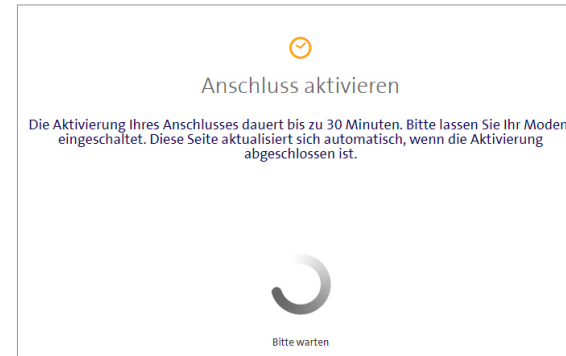 Anschluss aktivieren
Die Aktivierung Ihres Anschlusses dauert bis zu 30 Minuten. Bitte lassen Sie Ihr Modem
eingeschaltet. Diese Seite aktualisiert sich automatisch, wenn die Aktivierung
abgeschlossen ist.
Bitte warten